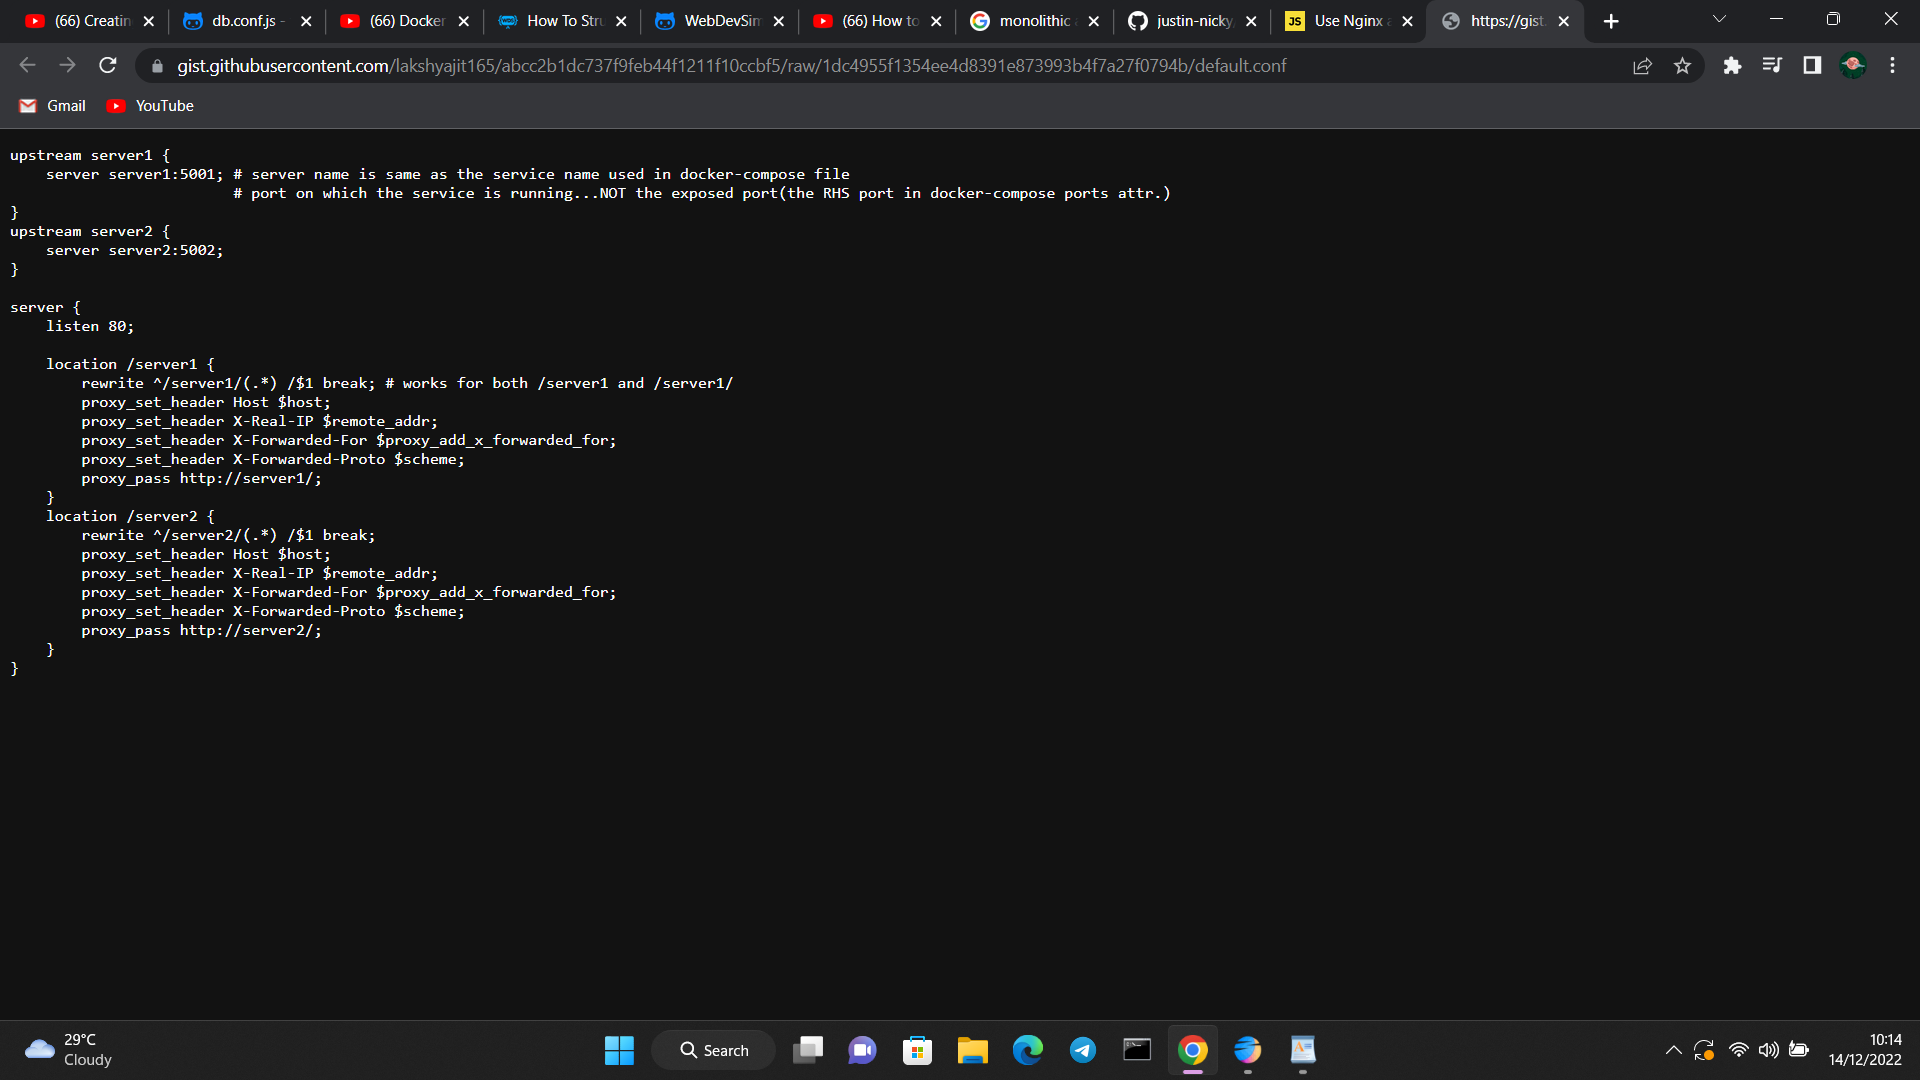 (66) Creatin
db.conf.js -
(66) Docker
How To Stru
WebDevSim
(66) How to
monolithic
justin-nicky
JS
Use Nginx a
https://gist.
gist.githubusercontent.com/lakshyajit165/abcc2b1dc737f9feb44f1211f10ccbf5/raw/1dc4955f1354ee4d8391e873993b4f7a27f0794b/default.conf
Gmail
YouTube
upstream server1 {
    server server1:5001; # server name is same as the service name used in docker-compose file
                         # port on which the service is running...NOT the exposed port(the RHS port in docker-compose ports attr.)
}
upstream server2 {
    server server2:5002;
}
server {
    listen 80;
    location /server1 {
        rewrite ^/server1/(.*) /$1 break; # works for both /server1 and /server1/
        proxy_set_header Host $host;
        proxy_set_header X-Real-IP $remote_addr;
        proxy_set_header X-Forwarded-For $proxy_add_x_forwarded_for;
        proxy_set_header X-Forwarded-Proto $scheme;
        proxy_pass http://server1/;
    }
    location /server2 {
        rewrite ^/server2/(.*) /$1 break;
        proxy_set_header Host $host;
        proxy_set_header X-Real-IP $remote_addr;
        proxy_set_header X-Forwarded-For $proxy_add_x_forwarded_for;
        proxy_set_header X-Forwarded-Proto $scheme;
        proxy_pass http://server2/;
    }
}
29°C
Cloudy
Search
10:14
14/12/2022